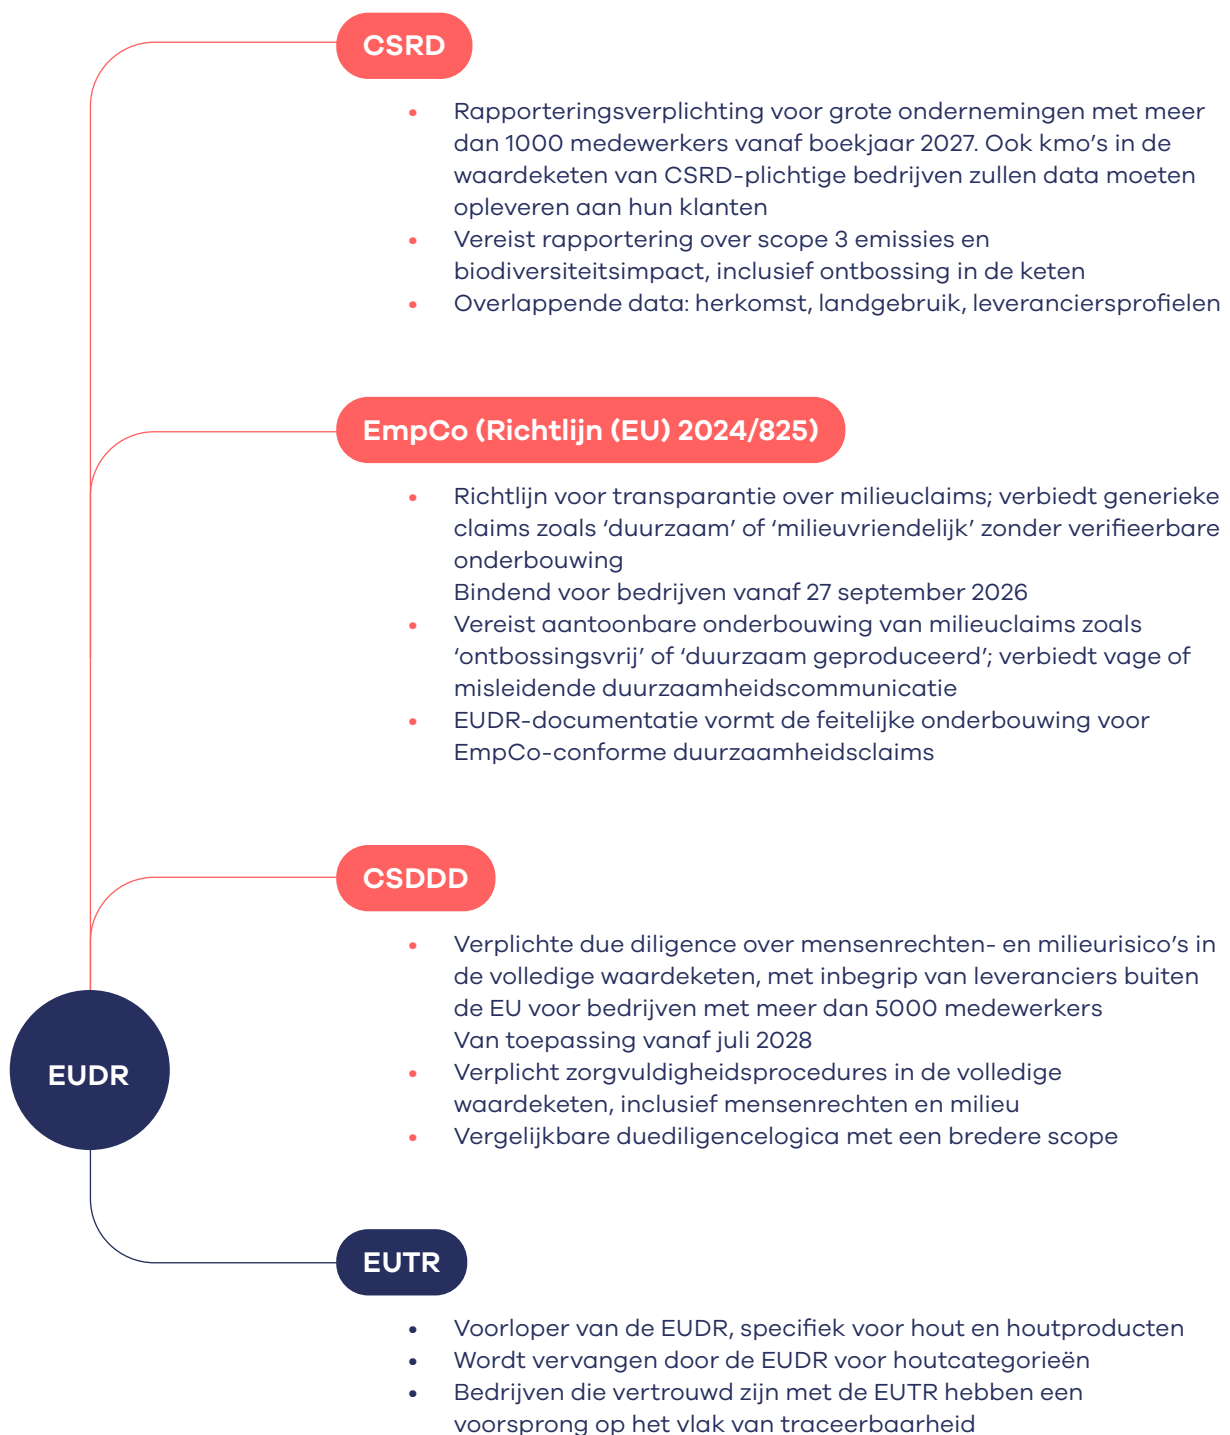 CSRD
• Rapporteringsverplichting voor grote ondernemingen met meer
dan 1000 medewerkers vanaf boekjaar 2027. Ook kmo’s in de
waardeketen van CSRD-plichtige bedrijven zullen data moeten
opleveren aan hun klanten
• Vereist rapportering over scope 3 emissies en
biodiversiteitsimpact, inclusief ontbossing in de keten
• Overlappende data: herkomst, landgebruik, leveranciersprofielen
EmpCo (Richtlijn (EU) 2024/825)
• Richtlijn voor transparantie over milieuclaims; verbiedt generieke
claims zoals ‘duurzaam’ of ‘milieuvriendelijk’ zonder verifieerbare
onderbouwing
Bindend voor bedrijven vanaf 27 september 2026
• Vereist aantoonbare onderbouwing van milieuclaims zoals
‘ontbossingsvrij’ of ‘duurzaam geproduceerd’; verbiedt vage of
misleidende duurzaamheidscommunicatie
• EUDR-documentatie vormt de feitelijke onderbouwing voor
EmpCo-conforme duurzaamheidsclaims
CSDDD
• Verplichte due diligence over mensenrechten- en milieurisico’s in
de volledige waardeketen, met inbegrip van leveranciers buiten
de EU voor bedrijven met meer dan 5000 medewerkers
Van toepassing vanaf juli 2028
• Verplicht zorgvuldigheidsprocedures in de volledige
waardeketen, inclusief mensenrechten en milieu
• Vergelijkbare duediligencelogica met een bredere scope
EUDR
EUTR
• Voorloper van de EUDR, specifiek voor hout en houtproducten
• Wordt vervangen door de EUDR voor houtcategorieën
• Bedrijven die vertrouwd zijn met de EUTR hebben een
voorsprong op het vlak van traceerbaarheid